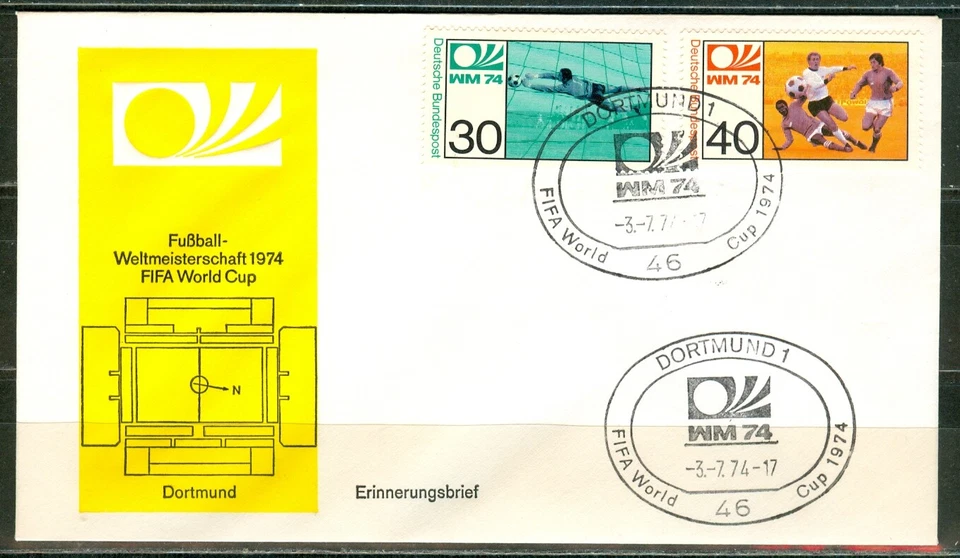 Fußball-
Weltmeisterschaft 1974
FIFA World Cup
N
Dortmund
Erinnerungsbrief
Deutsche Bundespost
WM 74
30
Deutsche Bundespost
WM 74
40
DORTMUND 1
WM 74
-3.-7.74-17
FIFA World
Cup 1974
46
DORTMUND 1
WM 74
-3.-7.74-17
FIFA World
Cup 1974
46